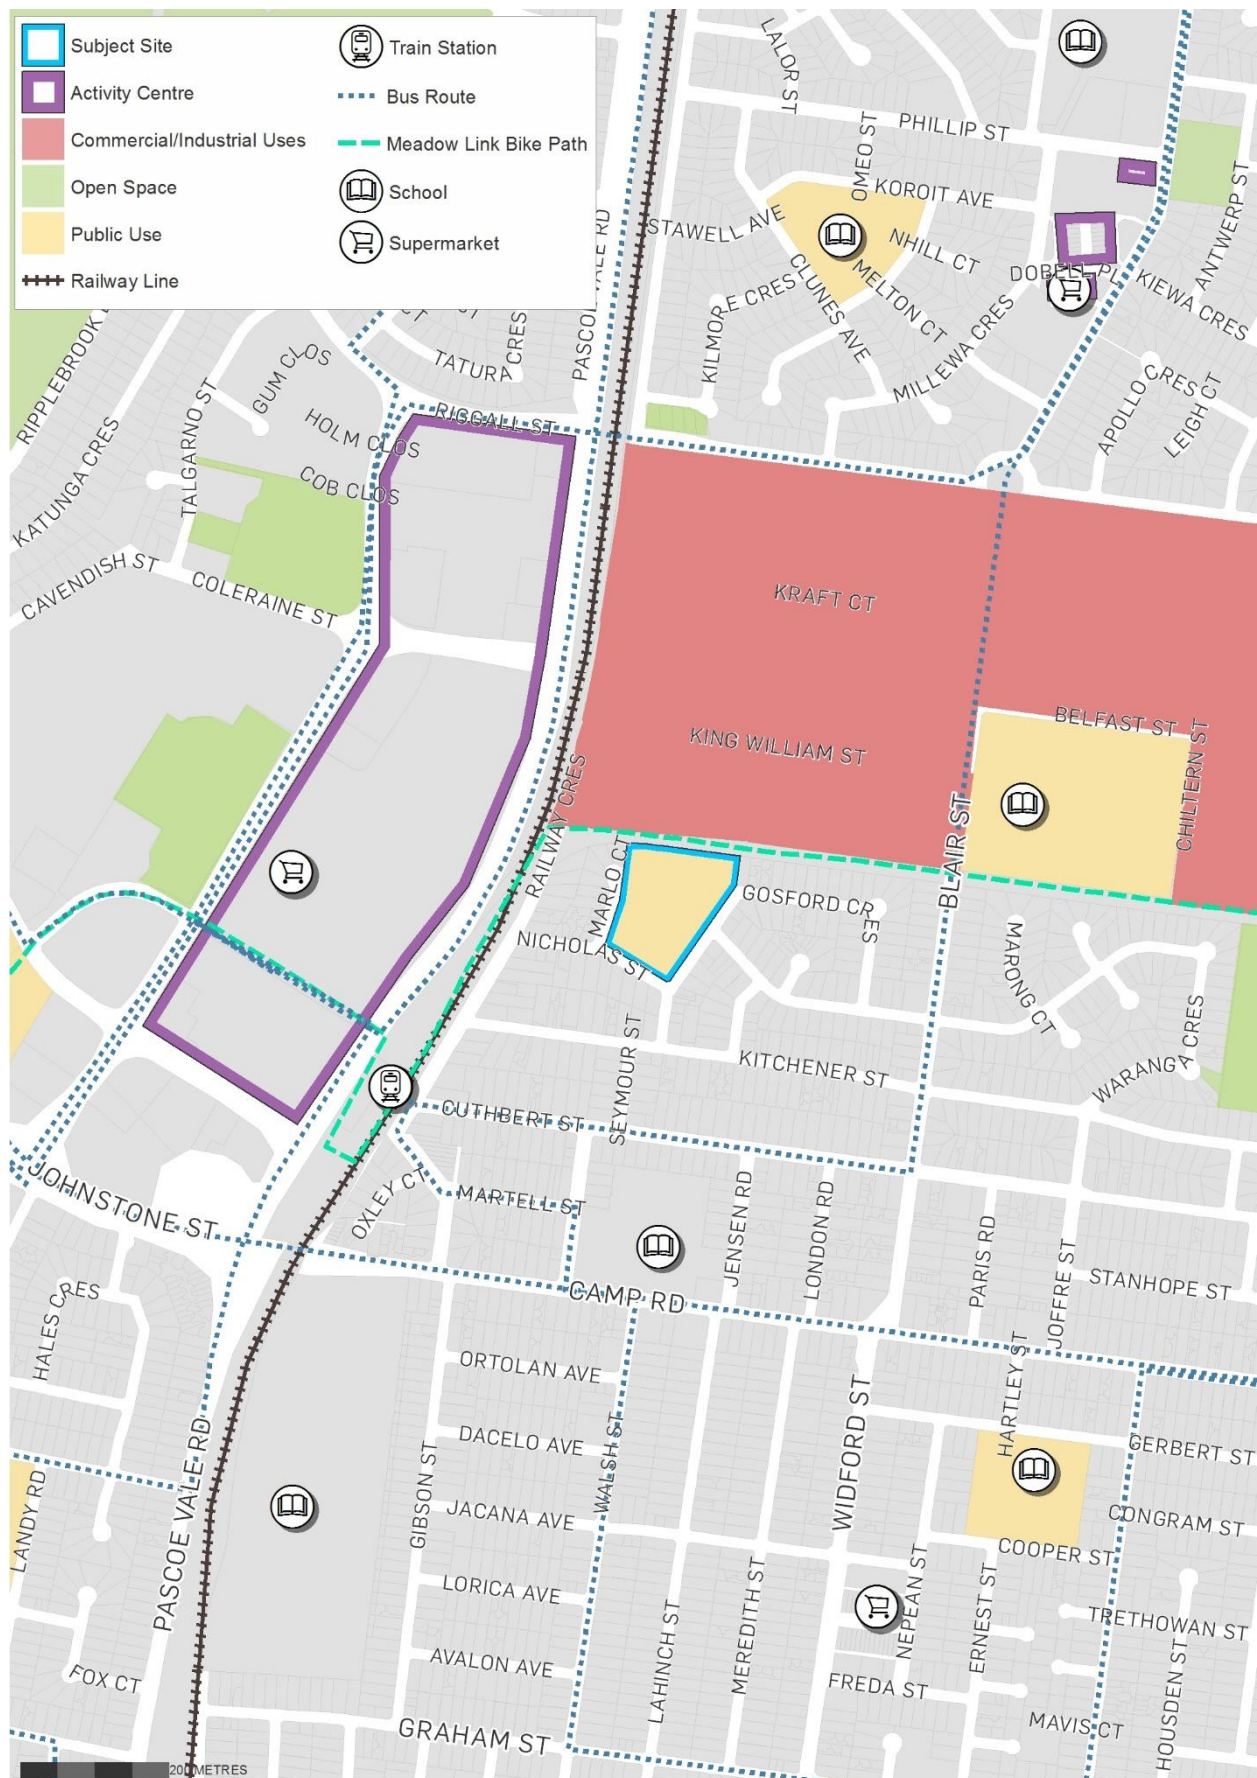 Subject Site
Activity Centre
Commercial/Industrial Uses
Open Space
Public Use
Railway Line
Train Station
Bus Route
Meadow Link Bike Path
School
Supermarket
LALOR ST
PHILLIP ST
OMEO ST
KOROIT AVE
STAWELL AVE
NHILL CT
ANTWERP ST
PASCOE VALE RD
DOBELL PL
KIEWA CRES
MELTON CT
CLUNES AVE
KILMORE CRES
MILLEWA CRES
RIPPLEBROOK
CT
TATURA CRES
GUM CLOS
APOLLO CRES
LEIGH CT
TALGARNO ST
RIGGALL ST
HOLM CLOS
COB CLOS
KATUNGA CRES
CAVENDISH ST
COLERAINE ST
KRAFT CT
BELFAST ST
KING WILLIAM ST
CHILTERN ST
RAILWAY CRES
BLAIR ST
MARLO CT
GOSFORD CRES
NICHOLAS ST
MARONG CT
SEYMOUR ST
KITCHENER ST
WARANGA CRES
CUTHBERT ST
JOHNSTONE ST
OXLEY CT
MARTELL ST
JENSEN RD
LONDON RD
PARIS RD
JOFFRE ST
STANHOPE ST
CAMP RD
HALES CRES
ORTOLAN AVE
HARTLEY ST
WIDFORD ST
DACELO AVE
WALSH ST
GERBERT ST
PASCOE VALE RD
GIBSON ST
LANDY RD
JACANA AVE
CONGRAM ST
COOPER ST
LORICA AVE
NEPEAN ST
ERNEST ST
TRETHOWAN ST
LAHINCH ST
MEREDITH ST
AVALON AVE
FOX CT
FREDA ST
HOUSDEN ST
GRAHAM ST
MAVIS CT
200 METRES